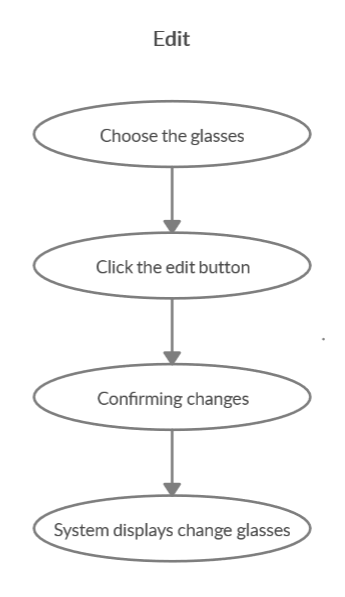 Edit
Choose the glasses
Click the edit button
Confirming changes
System displays change glasses